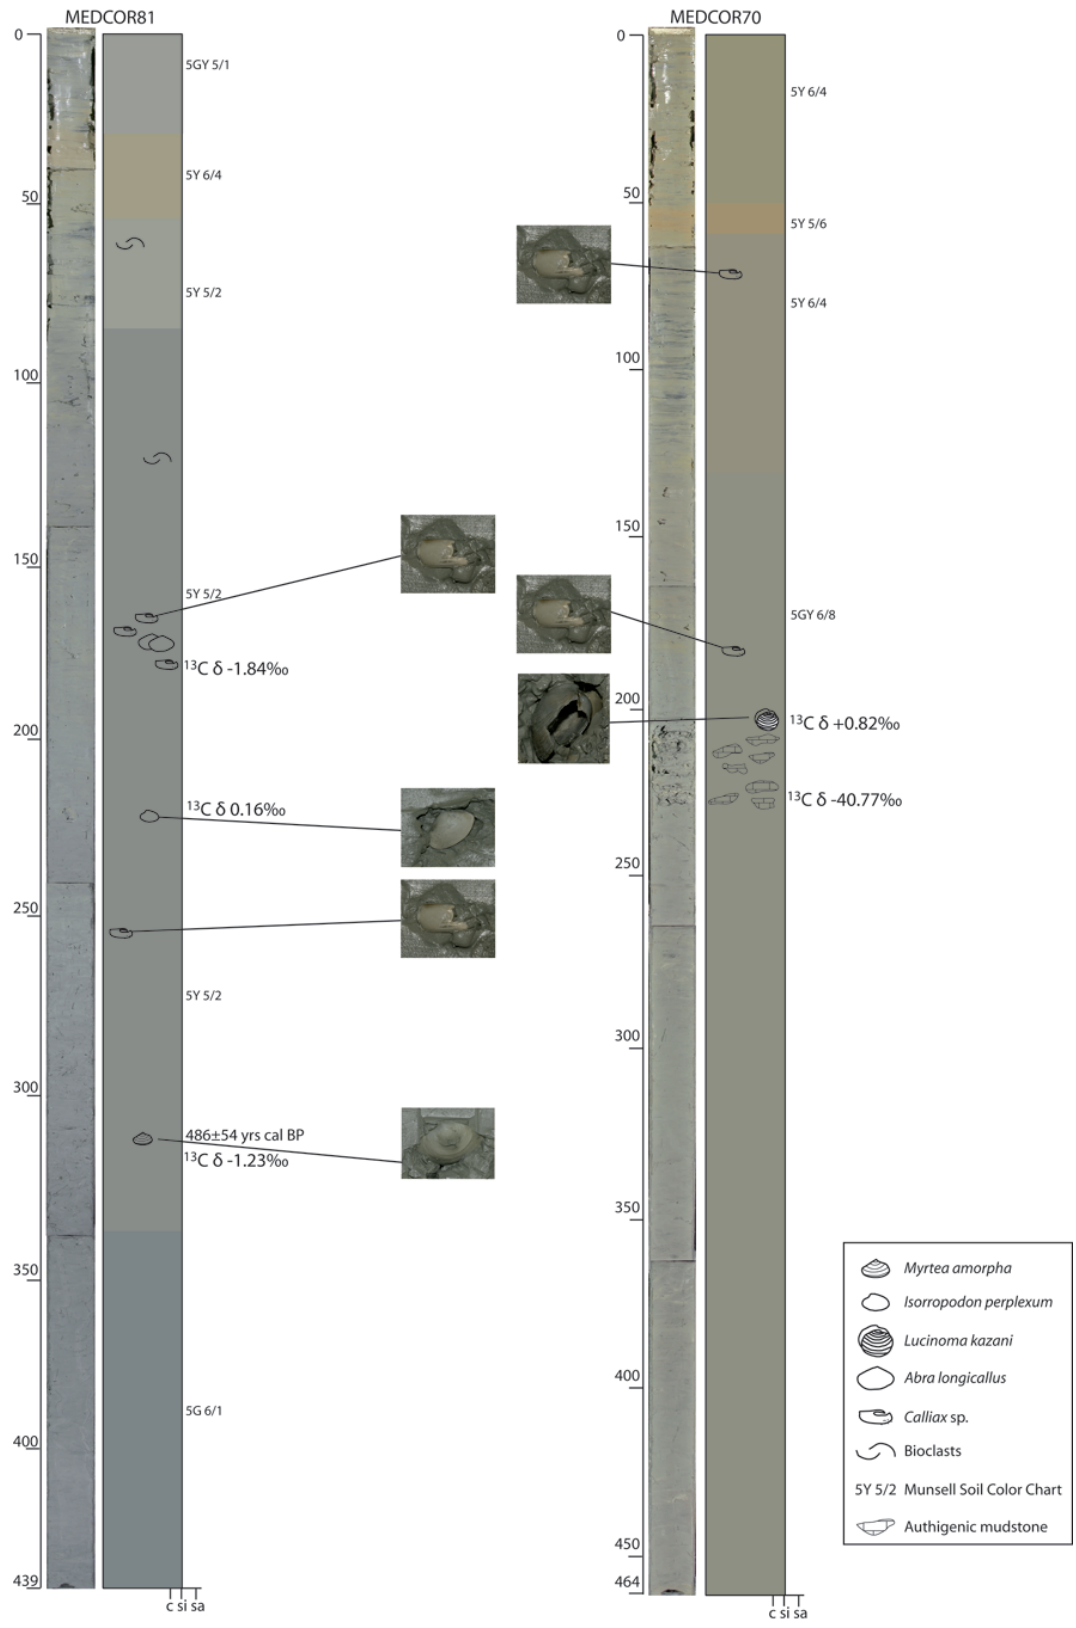 MEDCOR81
0
5GY 5/1
5Y 6/4
50
5Y 5/2
100
150
5Y 5/2
13C δ -1.84‰
200
13C δ 0.16‰
250
5Y 5/2
300
486±54 yrs cal BP
13C δ -1.23‰
350
5G 6/1
400
439
c si sa
MEDCOR70
0
5Y 6/4
50
5Y 5/6
5Y 6/4
100
150
5GY 6/8
200
13C δ +0.82‰
13C δ -40.77‰
250
300
350
400
450
464
c si sa
Myrtea amorpha
Isorropodon perplexum
Lucinoma kazani
Abra longicallus
Calliax sp.
Bioclasts
5Y 5/2 Munsell Soil Color Chart
Authigenic mudstone